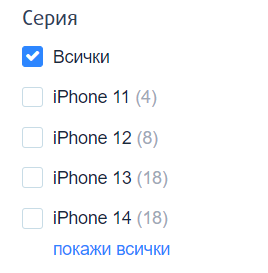 Серия
Всички
iPhone 11 (4)
iPhone 12 (8)
iPhone 13 (18)
iPhone 14 (18)
покажи всички